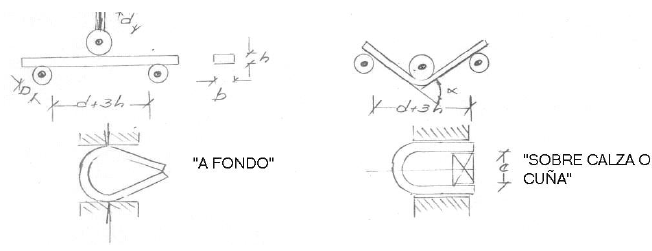 d
h
b
d
d+3h
α
d+3h
"A FONDO"
e
"SOBRE CALZA O
CUÑA"